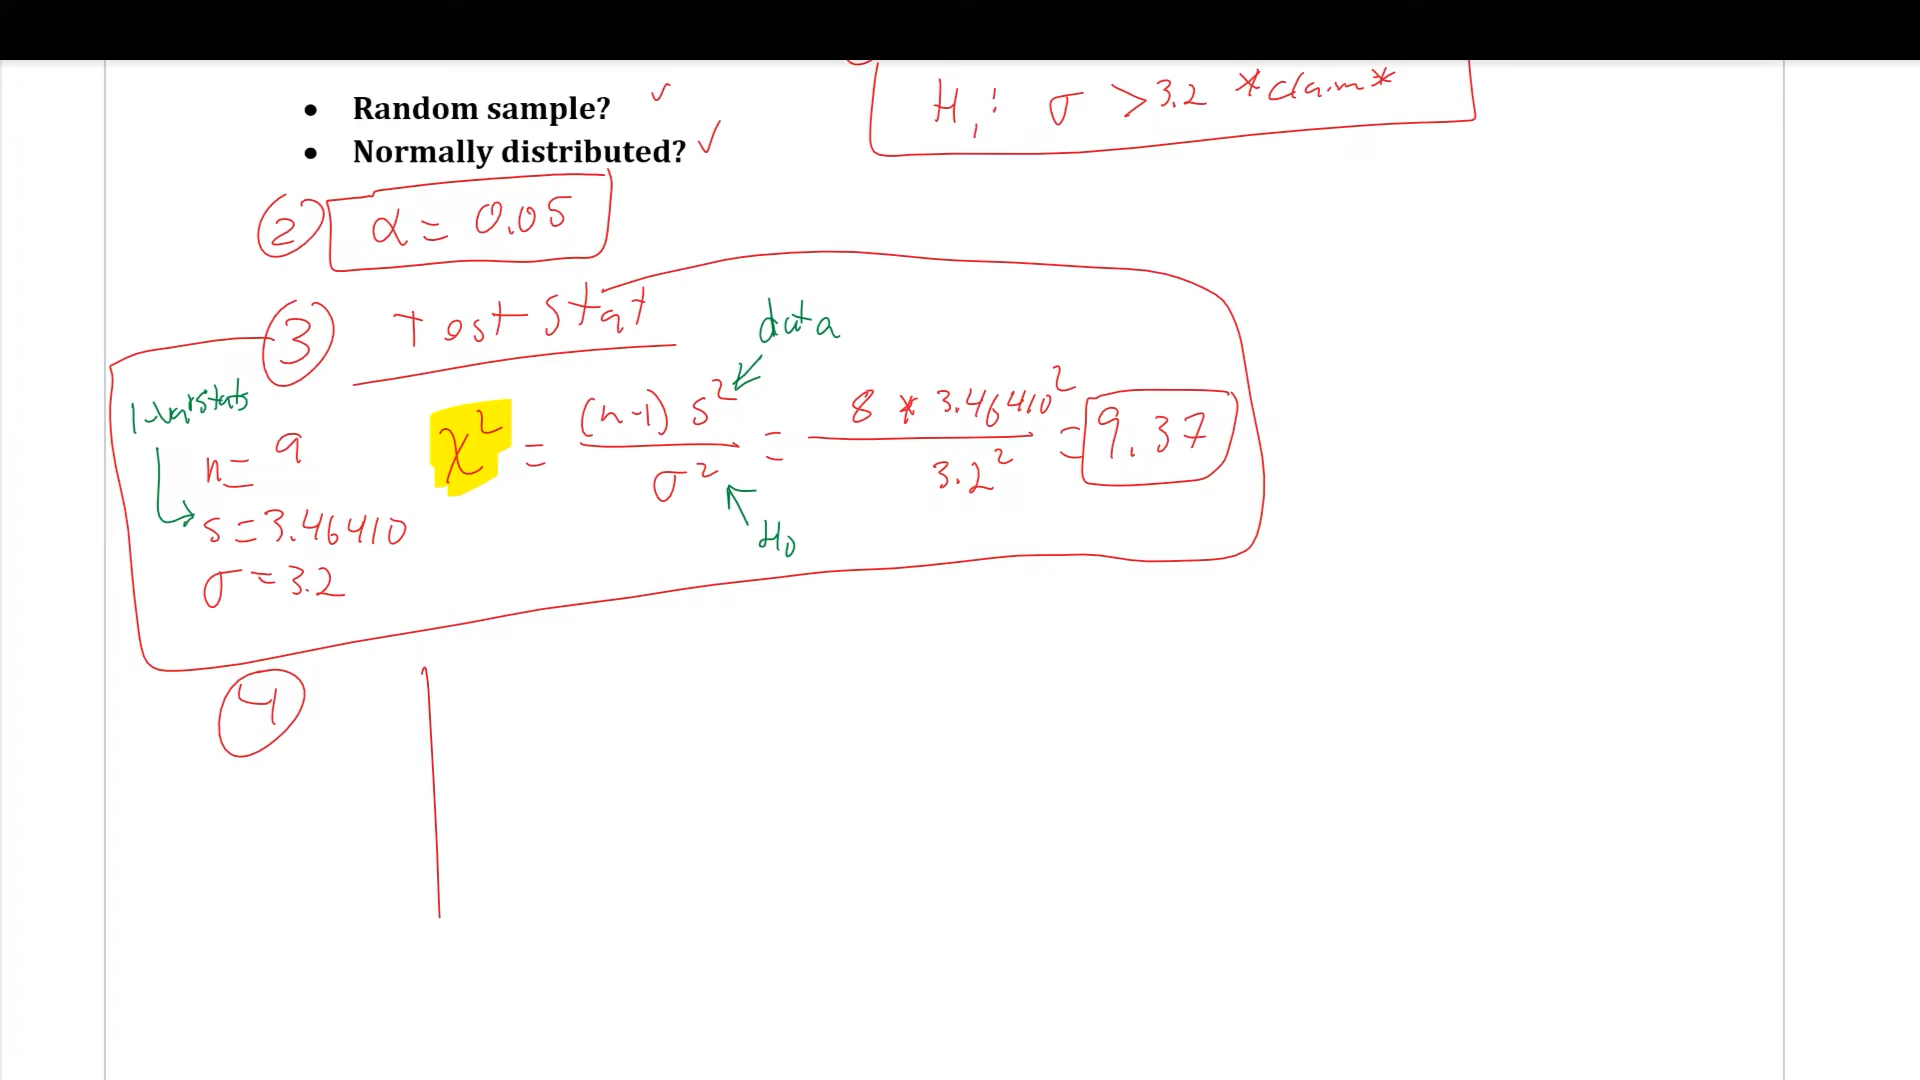 H₁: σ > 3.2 *claim*
• Random sample? ✓
• Normally distributed? ✓
② α = 0.05
③ Test Stat
data
1-VarStats
χ² = (n-1) s² / σ² = 8 * 3.46410² / 3.2² = 9.37
n = 9
s = 3.46410
H₀
σ = 3.2
④